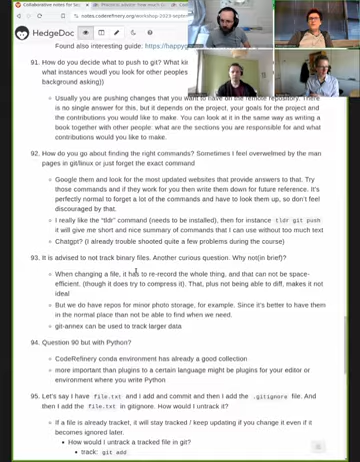 Collaborative notes for
notes.coderefinery.org/workshop-2023-septem
HedgeDoc
Found also interesting guide: https://happyg
91. How do you decide what to push to git? What ki
what instances would look for other peoples
background asking))
Usually you are pushing changes that you want to have on the remote repository. There
is no single answer for this, but it depends on the project, your goals for the project and
the contributions you would like to make. You can look at it in the same way as writing a
book together with other people: what are the sections you are responsible for and what
contributions would you like to make.
92. How do you go about finding the right commands? Sometimes I feel overwelmed by the man
pages in git/linux or just forget the exact command
Google them and look for the most updated websites that provide answers to that. Try
those commands and if they work for you then write them down for future reference. It's
perfectly normal to forget a lot of the commands and have to look them up, so don't feel
discouraged by that.
I really like the "tldr" command (needs to be installed), then for instance tldr git push
it will give me short and nice summary of commands that I can use without too much text
Chatgpt? (I already trouble shooted quite a few problems during the course)
93. It is advised to not track binary files. Another curious question. Why not(in brief)?
When changing a file, it has to re-record the whole thing, and that can not be space-
efficient. (though it does try to compress it). That, plus not being able to diff, makes it not
ideal
But we do have repos for minor photo storage, for example. Since it's better to have them
in the normal place than not be able to find when we need.
git-annex can be used to track larger data
94. Question 90 but with Python?
CodeRefinery conda environment has already a good collection
more important than plugins to a certain language might be plugins for your editor or
environment where you write Python
95. Let's say I have file.txt and I add and commit and then I add the .gitignore file. And
then I add the file.txt in gitignore. How would I untrack it?
If a file is already tracket, it will stay tracked / keep updating if you change it even if it
becomes ignored later.
How would I untrack a tracked file in git?
track: git add